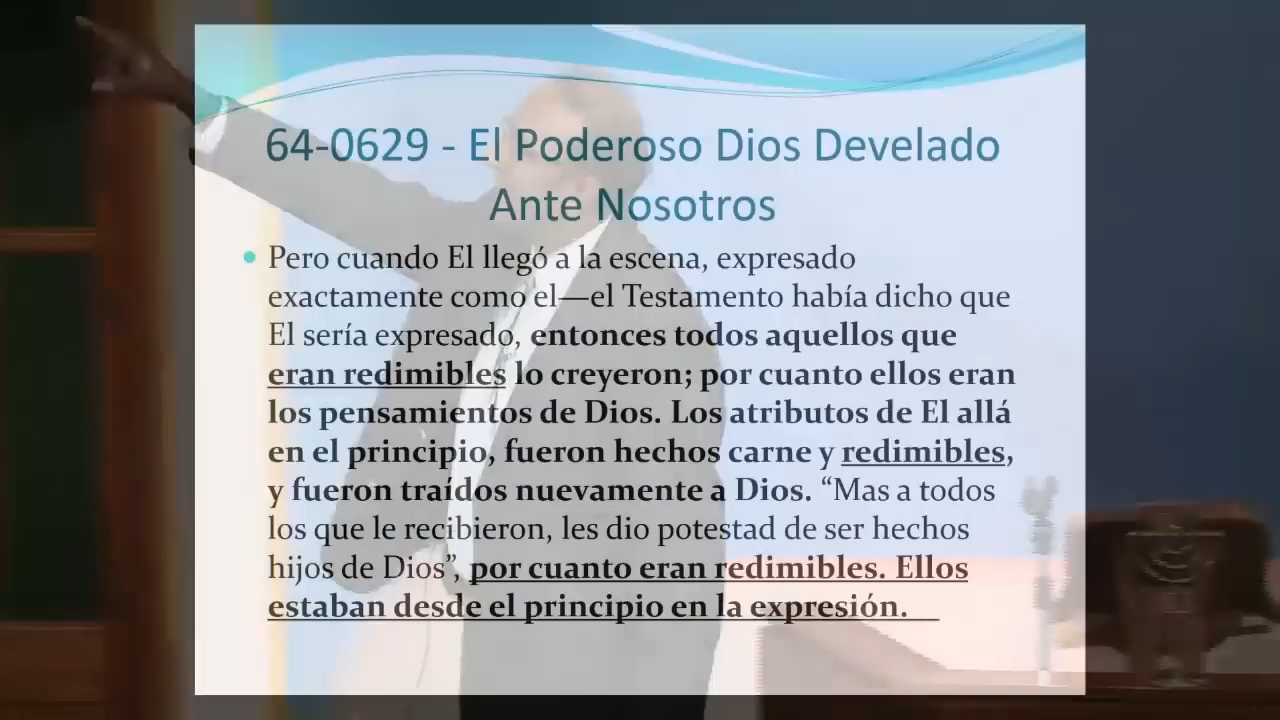 64-0629 - El Poderoso Dios Develado
Ante Nosotros
• Pero cuando El llegó a la escena, expresado
exactamente como el—el Testamento había dicho que
El sería expresado, entonces todos aquellos que
eran redimibles lo creyeron; por cuanto ellos eran
los pensamientos de Dios. Los atributos de El allá
en el principio, fueron hechos carne y redimibles,
y fueron traídos nuevamente a Dios. “Mas a todos
los que le recibieron, les dio potestad de ser hechos
hijos de Dios”, por cuanto eran redimibles. Ellos
estaban desde el principio en la expresión.